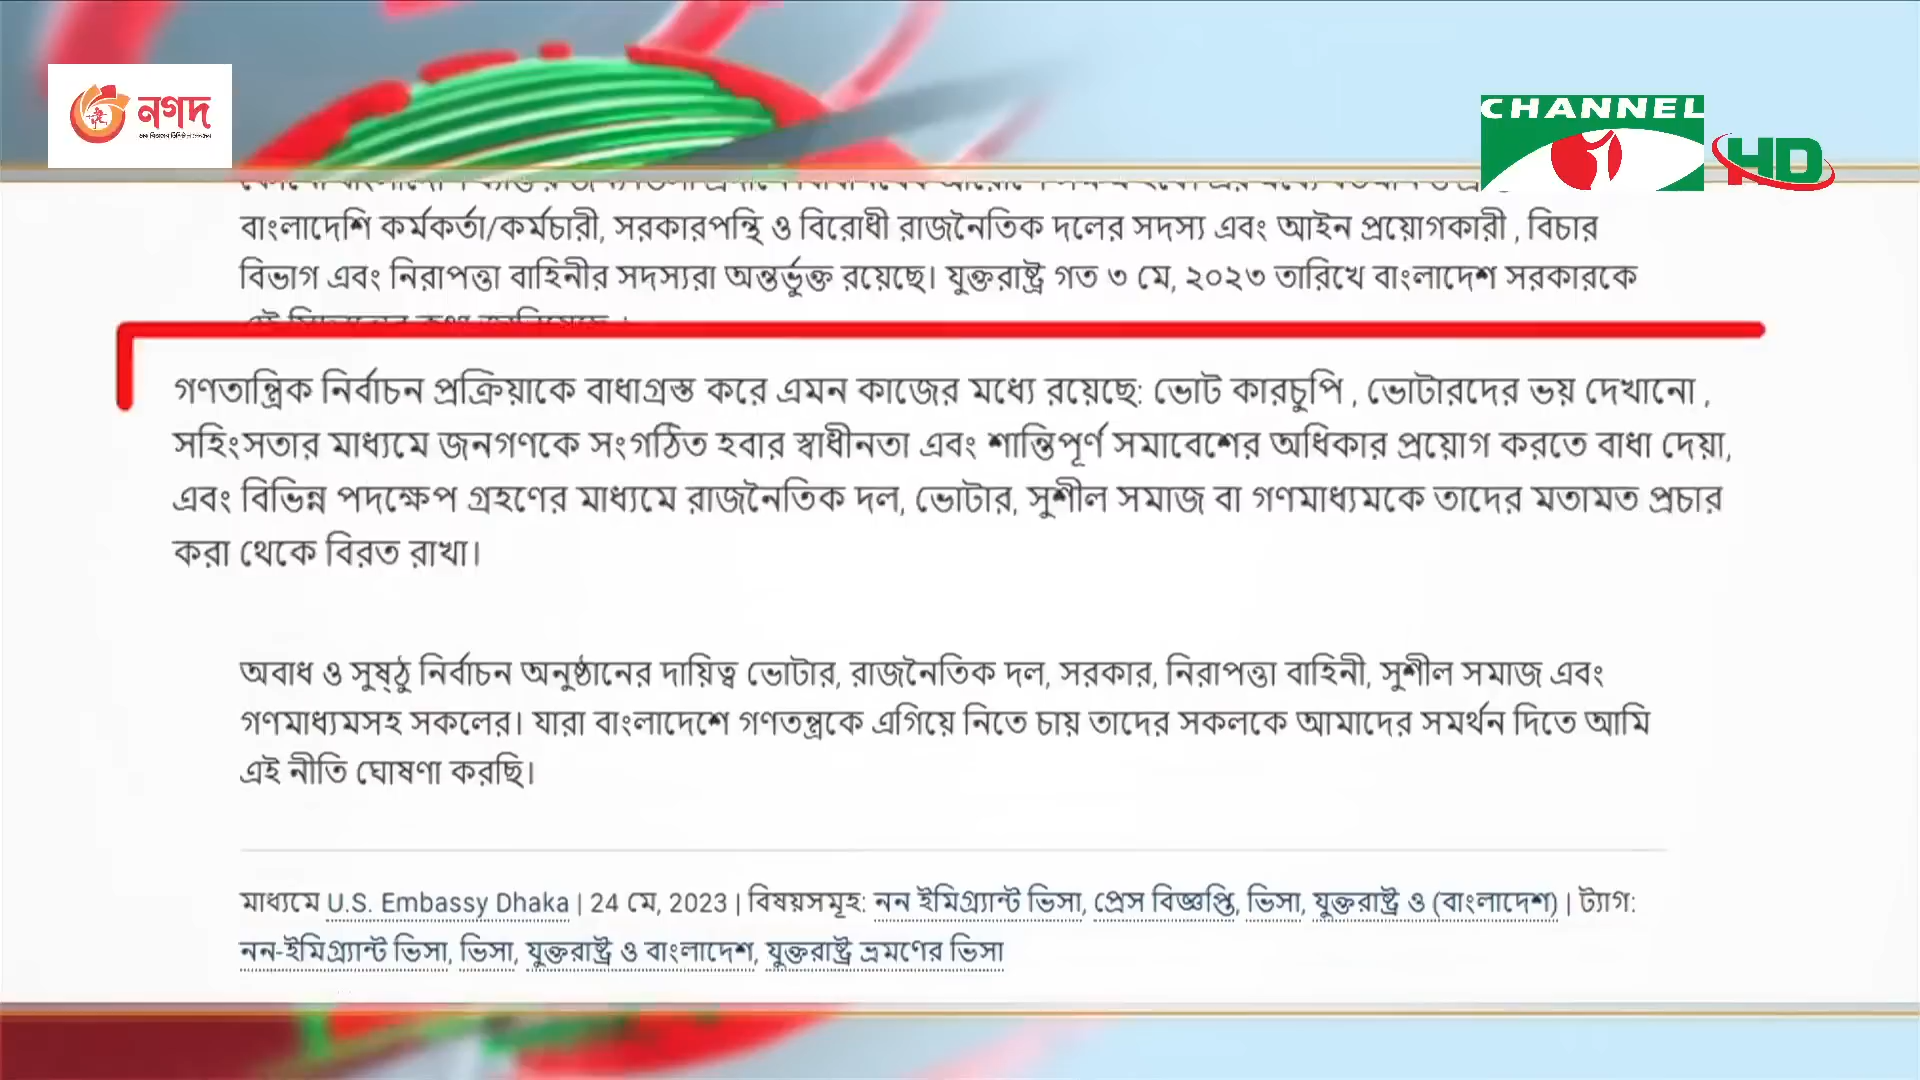 নগদ
CHANNEL
HD
বাংলাদেশি কর্মকর্তা/কর্মচারী, সরকারপন্থি ও বিরোধী রাজনৈতিক দলের সদস্য এবং আইন প্রয়োগকারী , বিচার
বিভাগ এবং নিরাপত্তা বাহিনীর সদস্যরা অন্তর্ভুক্ত রয়েছে। যুক্তরাষ্ট্র গত ৩ মে, ২০২৩ তারিখে বাংলাদেশ সরকারকে
গণতান্ত্রিক নির্বাচন প্রক্রিয়াকে বাধাগ্রস্ত করে এমন কাজের মধ্যে রয়েছে: ভোট কারচুপি , ভোটারদের ভয় দেখানো ,
সহিংসতার মাধ্যমে জনগণকে সংগঠিত হবার স্বাধীনতা এবং শান্তিপূর্ণ সমাবেশের অধিকার প্রয়োগ করতে বাধা দেয়া,
এবং বিভিন্ন পদক্ষেপ গ্রহণের মাধ্যমে রাজনৈতিক দল, ভোটার, সুশীল সমাজ বা গণমাধ্যমকে তাদের মতামত প্রচার
করা থেকে বিরত রাখা।
অবাধ ও সুষ্ঠু নির্বাচন অনুষ্ঠানের দায়িত্ব ভোটার, রাজনৈতিক দল, সরকার, নিরাপত্তা বাহিনী, সুশীল সমাজ এবং
গণমাধ্যমসহ সকলের। যারা বাংলাদেশে গণতন্ত্রকে এগিয়ে নিতে চায় তাদের সকলকে আমাদের সমর্থন দিতে আমি
এই নীতি ঘোষণা করছি।
মাধ্যমে U.S. Embassy Dhaka | 24 মে, 2023 | বিষয়সমূহ: নন ইমিগ্র্যান্ট ভিসা, প্রেস বিজ্ঞপ্তি, ভিসা, যুক্তরাষ্ট্র ও (বাংলাদেশ) | ট্যাগ:
নন-ইমিগ্র্যান্ট ভিসা, ভিসা, যুক্তরাষ্ট্র ও বাংলাদেশ, যুক্তরাষ্ট্র ভ্রমণের ভিসা